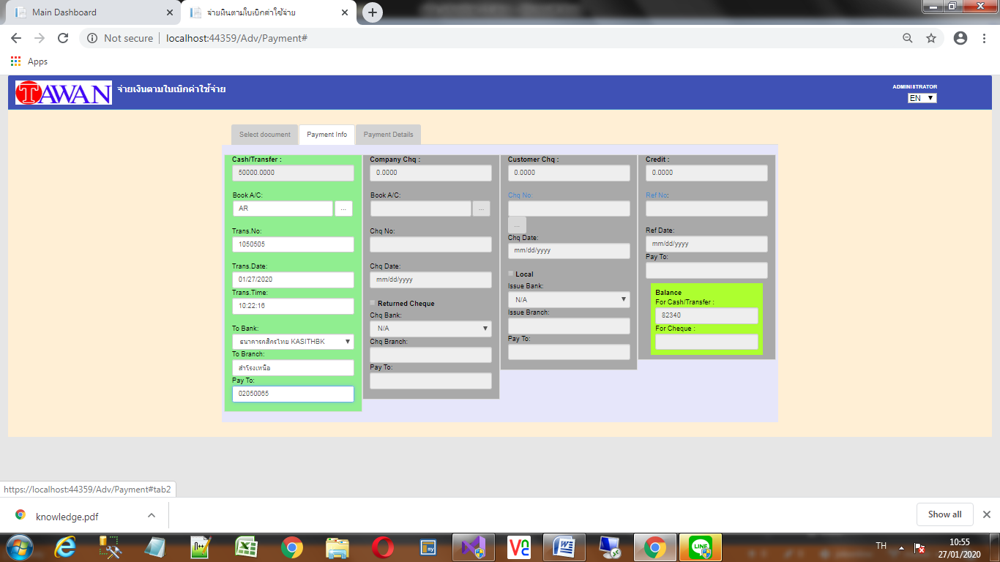 Main Dashboard
จ่ายเงินตามใบเบิกค่าใช้จ่าย
Not secure
localhost:44359/Adv/Payment#
Apps
TAWAN
จ่ายเงินตามใบเบิกค่าใช้จ่าย
ADMINISTRATOR
EN
Select document
Payment Info
Payment Details
Cash/Transfer :
50000.0000
Book A/C:
AR
...
Trans.No:
1050505
Trans.Date:
01/27/2020
Trans.Time:
10:22:16
To Bank:
ธนาคารกสิกรไทย KASITHBK
To Branch:
สำโรงเหนือ
Pay To:
02050065
Company Chq :
0.0000
Book A/C:
...
Chq No:
Chq Date:
mm/dd/yyyy
Returned Cheque
Chq Bank:
N/A
Chq Branch:
Pay To:
Customer Chq :
0.0000
Chq No:
...
Chq Date:
mm/dd/yyyy
Local
Issue Bank:
N/A
Issue Branch:
Pay To:
Credit :
0.0000
Ref No:
Ref Date:
mm/dd/yyyy
Pay To:
Balance
For Cash/Transfer :
82340
For Cheque :
https://localhost:44359/Adv/Payment#tab2
knowledge.pdf
Show all
TH
10:55
27/01/2020